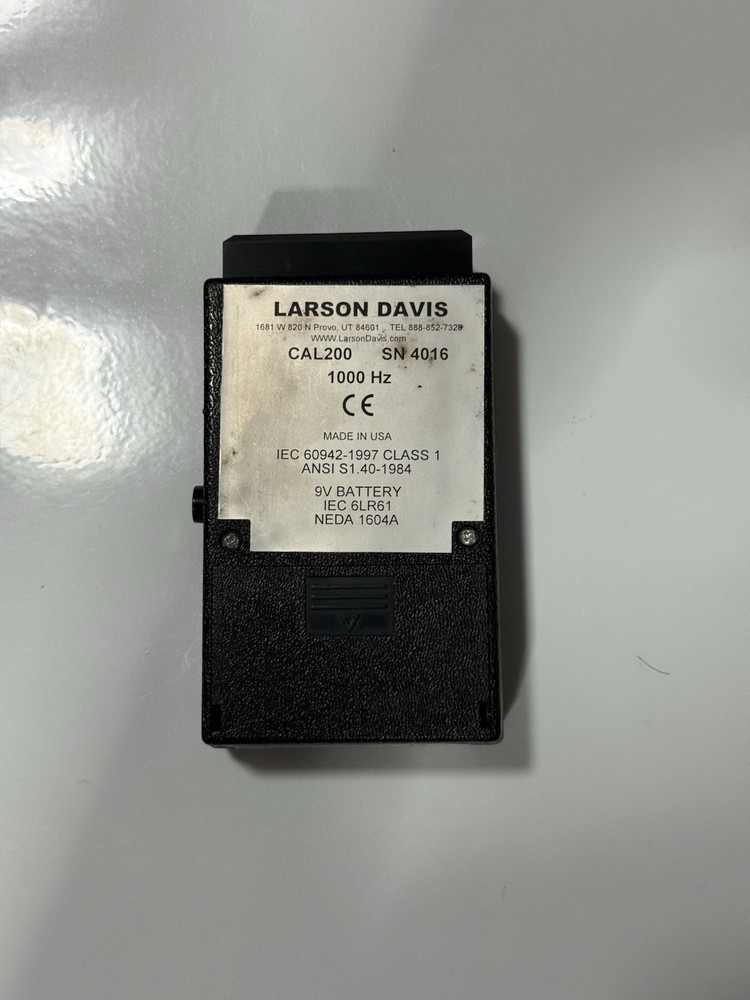 LARSON DAVIS
1681 W 820 N Provo, UT 84601 TEL 888-852-7328
WWW.LarsonDavis.com
CAL200 SN 4016
1000 Hz
CE
MADE IN USA
IEC 60942-1997 CLASS 1
ANSI S1.40-1984
9V BATTERY
IEC 6LR61
NEDA 1604A